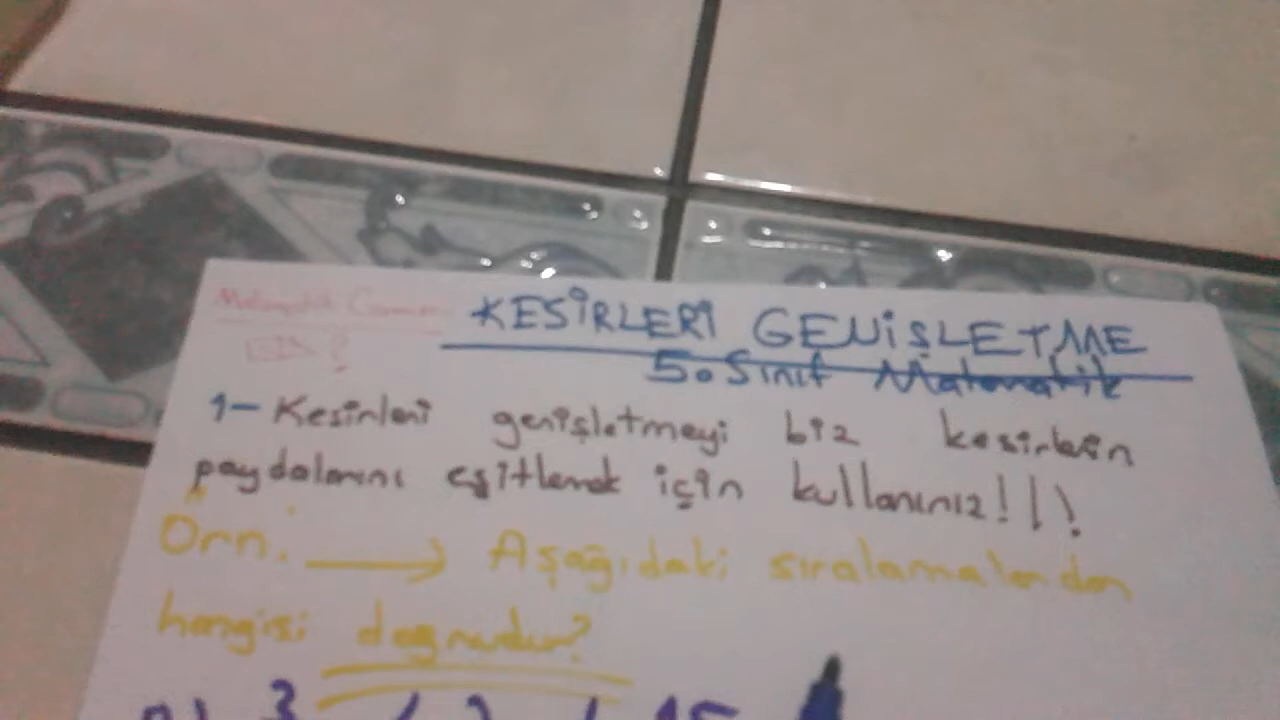 KESİRLERİ GENİŞLETME
5. Sınıf Matematik
1- Kesirleri genişletmeyi biz kesirlerin
paydalarını eşitlemek için kullanırız!!!
Örn: → Aşağıdaki sıralamalardan
hangisi doğrudur?